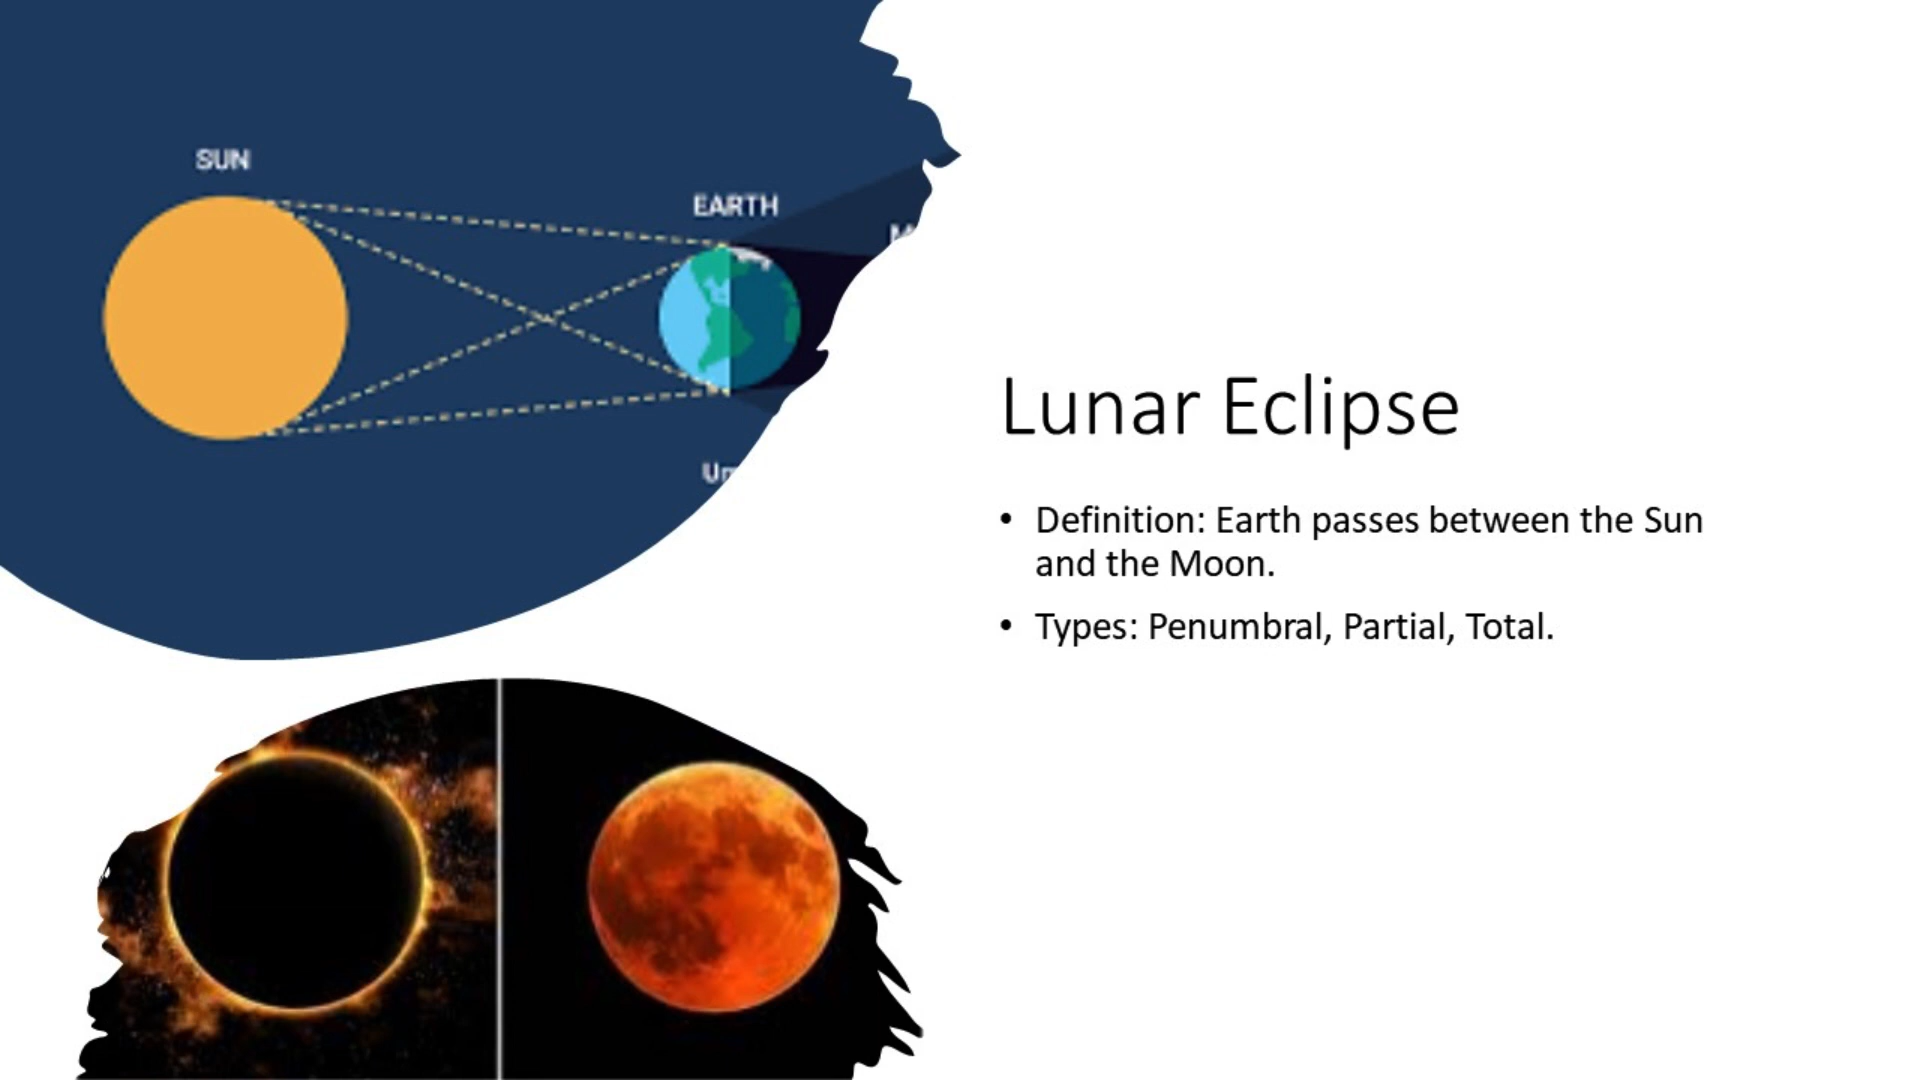 SUN
EARTH
Lunar Eclipse
• Definition: Earth passes between the Sun
and the Moon.
• Types: Penumbral, Partial, Total.